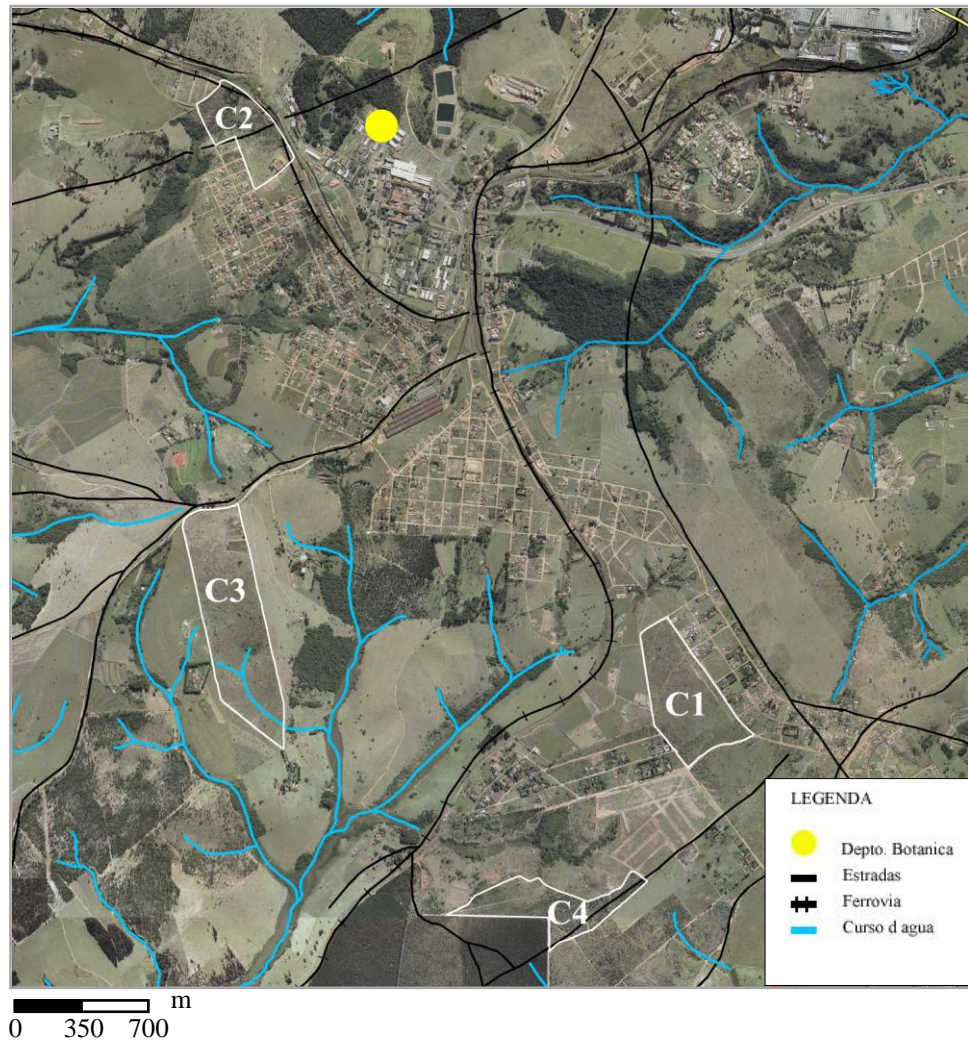 C2
C3
C1
C4
LEGENDA
Depto. Botanica
Estradas
Ferrovia
Curso d agua
m
0 350 700